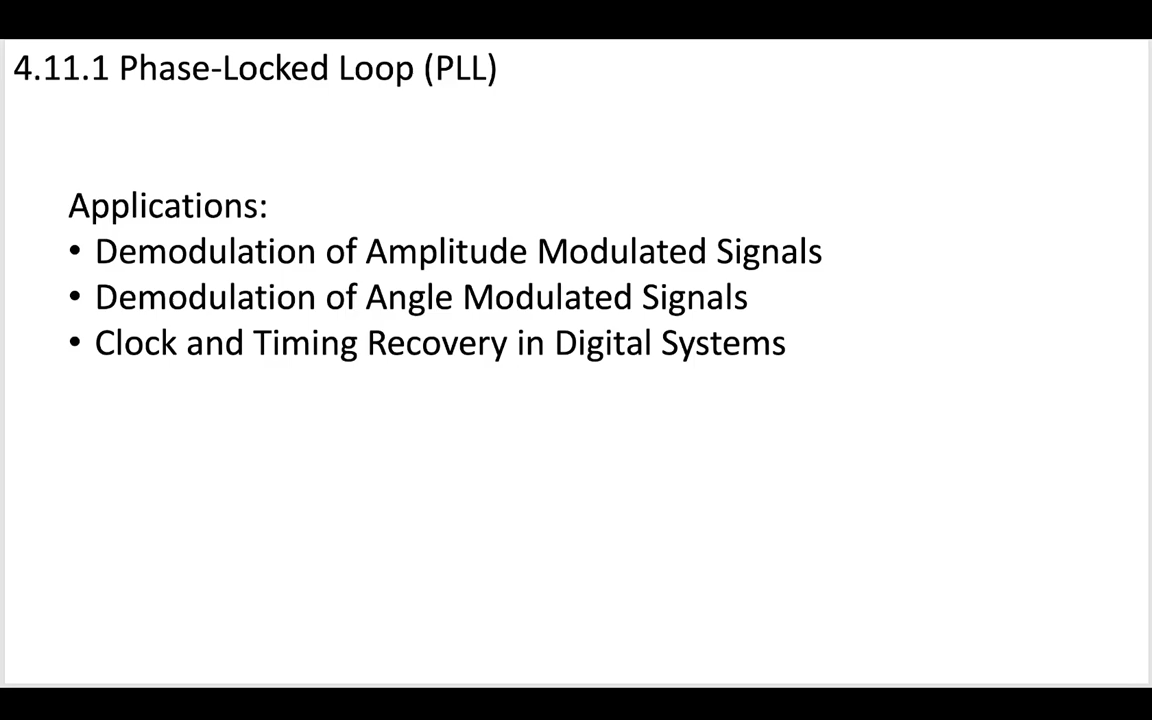 4.11.1 Phase-Locked Loop (PLL)
Applications:
• Demodulation of Amplitude Modulated Signals
• Demodulation of Angle Modulated Signals
• Clock and Timing Recovery in Digital Systems